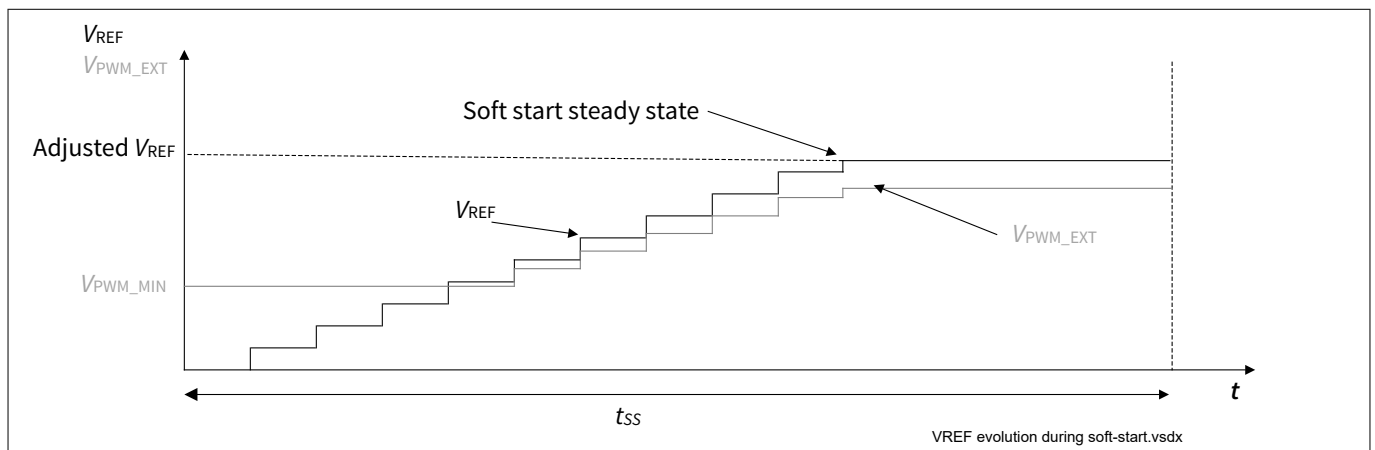 VREF
VPWM_EXT
Soft start steady state
Adjusted VREF
VREF
VPWM_EXT
VPWM_MIN
t
tSS
VREF evolution during soft-start.vsdx